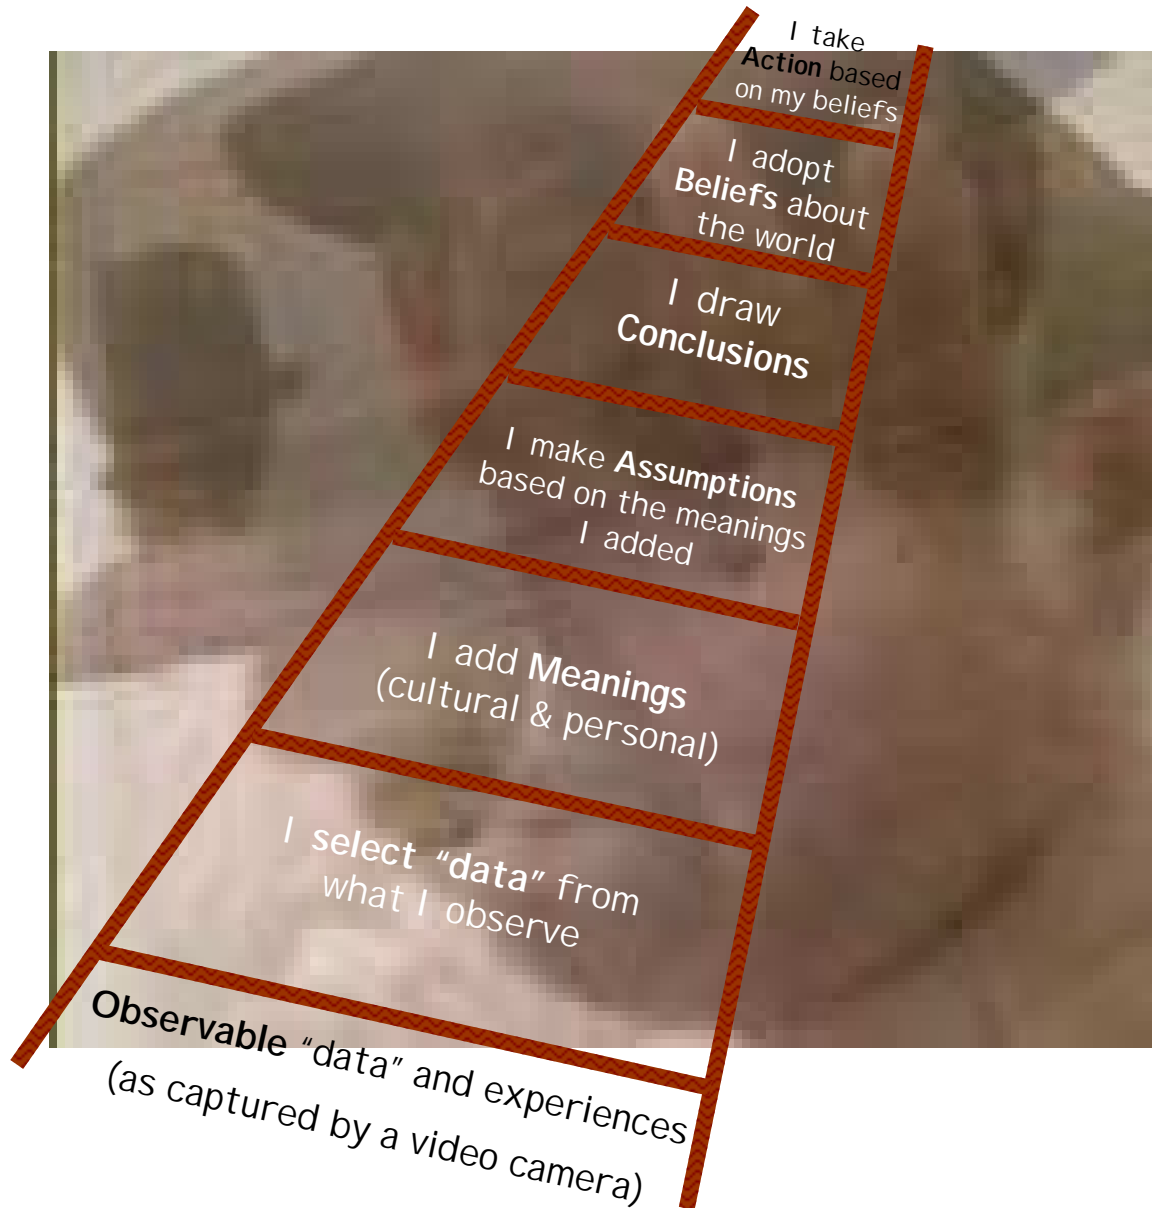 I take
Action based
on my beliefs
I adopt
Beliefs about
the world
I draw
Conclusions
I make Assumptions
based on the meanings
I added
I add Meanings
(cultural & personal)
I select “data” from
what I observe
Observable “data” and experiences
(as captured by a video camera)